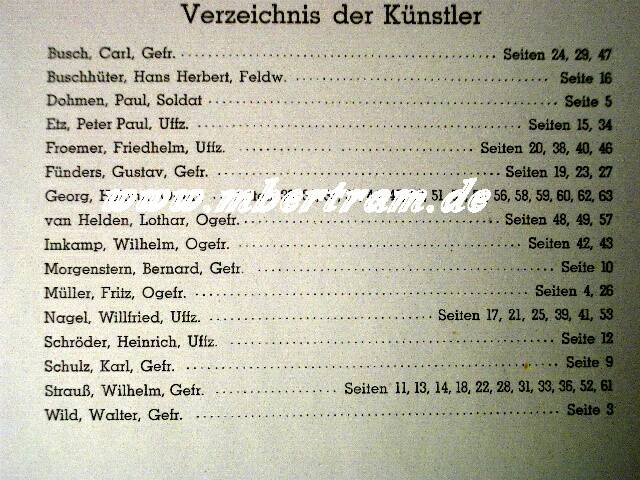 Verzeichnis der Künstler
Busch, Carl, Gefr. Seiten 24, 29, 47
Buschhüter, Hans Herbert, Feldw. Seite 16
Dohmen, Paul, Soldat Seite 5
Etz, Peter Paul, Uffz. Seiten 15, 34
Froemer, Friedhelm, Uffz. Seiten 20, 38, 40, 46
Fünders, Gustav, Gefr. Seiten 19, 23, 27
Georg, 51, 56, 58, 59, 60, 62, 63
www.mbertram.de
van Helden, Lothar, Ogefr. Seiten 48, 49, 57
Imkamp, Wilhelm, Ogefr. Seiten 42, 43
Morgenstern, Bernard, Gefr. Seite 10
Müller, Fritz, Ogefr. Seiten 4, 26
Nagel, Willfried, Uffz. Seiten 17, 21, 25, 39, 41, 53
Schröder, Heinrich, Uffz. Seite 12
Schulz, Karl, Gefr. Seite 9
Strauß, Wilhelm, Gefr. Seiten 11, 13, 14, 18, 22, 28, 31, 33, 36, 52, 61
Wild, Walter, Gefr. Seite 3